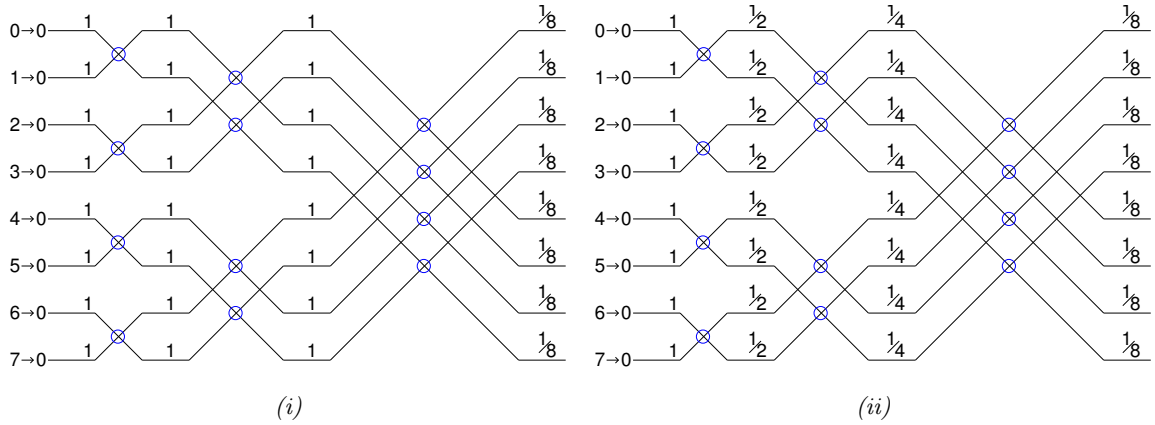 0→0 1 1 1 1/8 0→0 1 1/2 1/4 1/8
1→0 1 1 1 1/8 1→0 1 1/2 1/4 1/8
2→0 1 1 1 1/8 2→0 1 1/2 1/4 1/8
3→0 1 1 1 1/8 3→0 1 1/2 1/4 1/8
4→0 1 1 1 1/8 4→0 1 1/2 1/4 1/8
5→0 1 1 1 1/8 5→0 1 1/2 1/4 1/8
6→0 1 1 1 1/8 6→0 1 1/2 1/4 1/8
7→0 1 1 1 1/8 7→0 1 1/2 1/4 1/8
(i) (ii)